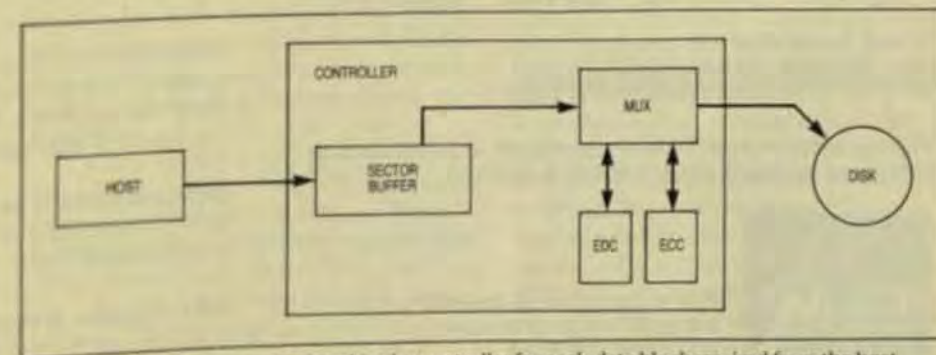 CONTROLLER
MUX
HOST
SECTOR
BUFFER
DISK
EDC
ECC